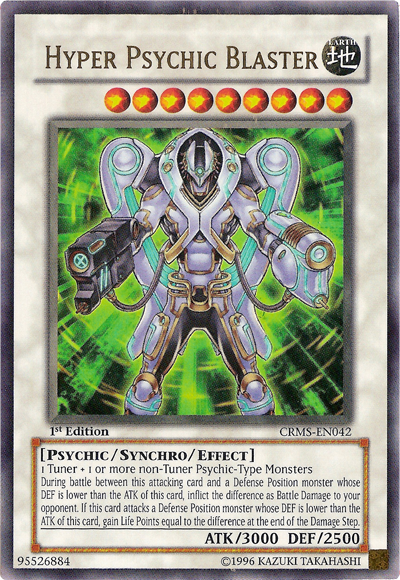 HYPER PSYCHIC BLASTER
EARTH
地
1st Edition
CRMS-EN042
[PSYCHIC/SYNCHRO/EFFECT]
1 Tuner + 1 or more non-Tuner Psychic-Type Monsters
During battle between this attacking card and a Defense Position monster whose
DEF is lower than the ATK of this card, inflict the difference as Battle Damage to your
opponent. If this card attacks a Defense Position monster whose DEF is lower than the
ATK of this card, gain Life Points equal to the difference at the end of the Damage Step.
ATK/3000 DEF/2500
95526884
©1996 KAZUKI TAKAHASHI